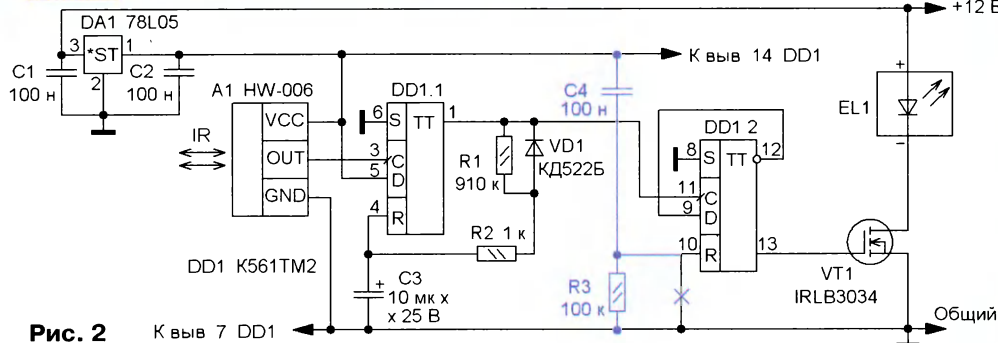 +12 В
DA1 78L05
3
*ST
1
2
C1
100 н
C2
100 н
К выв 14 DD1
A1 HW-006
VCC
OUT
GND
IR
DD1.1
6
S
TT
1
3
C
5
D
4
R
R1
910 к
VD1
КД522Б
R2 1 к
C3
+
10 мк х
х 25 В
C4
100 н
R3
100 к
DD1 2
8
S
TT
12
11
C
9
D
10
R
13
+
EL1
-
VT1
IRLB3034
DD1 К561ТМ2
Рис. 2
К выв 7 DD1
Общий